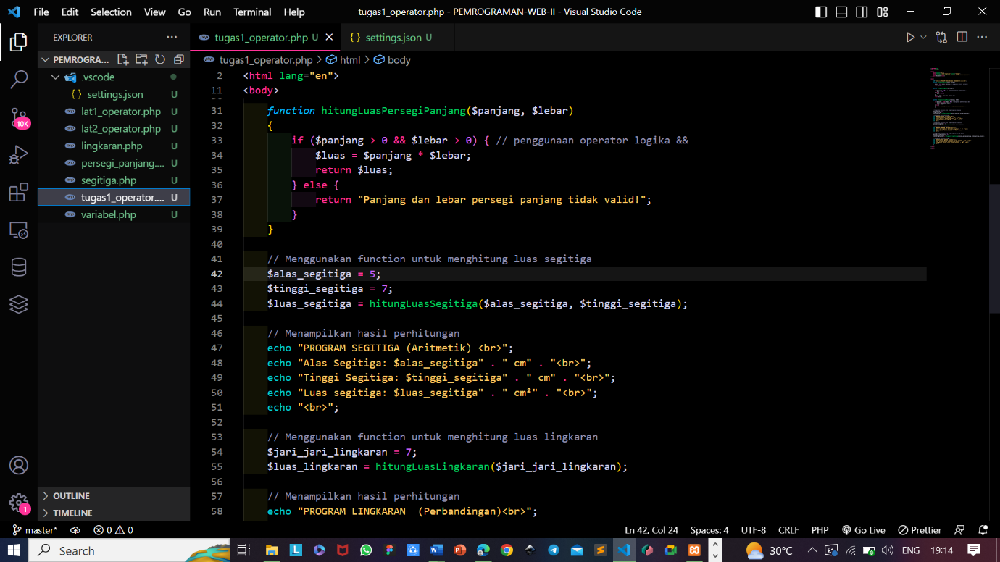 File Edit Selection View Go Run Terminal Help tugas1_operator.php - PEMROGRAMAN-WEB-II - Visual Studio Code
EXPLORER ...
PEMROGRA...
.vscode
{} settings.json U
lat1_operator.php U
lat2_operator.php U
lingkaran.php U
persegi_panjang.... U
segitiga.php U
tugas1_operator.... U
variabel.php U
OUTLINE
TIMELINE
10K
1
tugas1_operator.php U
{} settings.json U
tugas1_operator.php > html > body
2 <html lang="en">
11 <body>
31 function hitungLuasPersegiPanjang($panjang, $lebar)
32 {
33 if ($panjang > 0 && $lebar > 0) { // penggunaan operator logika &&
34 $luas = $panjang * $lebar;
35 return $luas;
36 } else {
37 return "Panjang dan lebar persegi panjang tidak valid!";
38 }
39 }
40
41 // Menggunakan function untuk menghitung luas segitiga
42 $alas_segitiga = 5;
43 $tinggi_segitiga = 7;
44 $luas_segitiga = hitungLuasSegitiga($alas_segitiga, $tinggi_segitiga);
45
46 // Menampilkan hasil perhitungan
47 echo "PROGRAM SEGITIGA (Aritmetik) <br>";
48 echo "Alas Segitiga: $alas_segitiga" . " cm" . "<br>";
49 echo "Tinggi Segitiga: $tinggi_segitiga" . " cm" . "<br>";
50 echo "Luas segitiga: $luas_segitiga" . " cm²" . "<br>";
51 echo "<br>";
52
53 // Menggunakan function untuk menghitung luas lingkaran
54 $jari_jari_lingkaran = 7;
55 $luas_lingkaran = hitungLuasLingkaran($jari_jari_lingkaran);
56
57 // Menampilkan hasil perhitungan
58 echo "PROGRAM LINGKARAN  (Perbandingan)<br>";
master* 0 0 Ln 42, Col 24 Spaces: 4 UTF-8 CRLF PHP Go Live Prettier
Search 30°C ENG 19:14